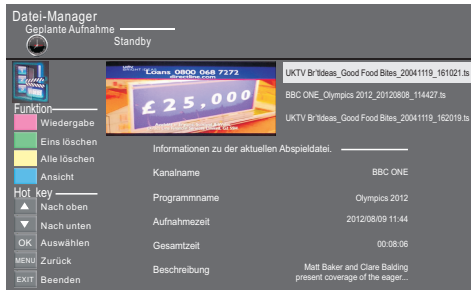 Datei-Manager
Geplante Aufnahme
Standby
Loans 0800 068 7272
directline.com
£25,000
UKTV Br'tIdeas_Good Food Bites_20041119_161021.ts
BBC ONE_Olympics 2012_20120808_114427.ts
UKTV Br'tIdeas_Good Food Bites_20041119_162019.ts
Funktion
Wiedergabe
Eins löschen
Alle löschen
Ansicht
Hot key
Nach oben
Nach unten
OK Auswählen
MENU Zurück
EXIT Beenden
Informationen zu der aktuellen Abspieldatei.
Kanalname BBC ONE
Programmname Olympics 2012
Aufnahmezeit 2012/08/09 11:44
Gesamtzeit 00:08:06
Beschreibung Matt Baker and Clare Balding
present coverage of the eager...